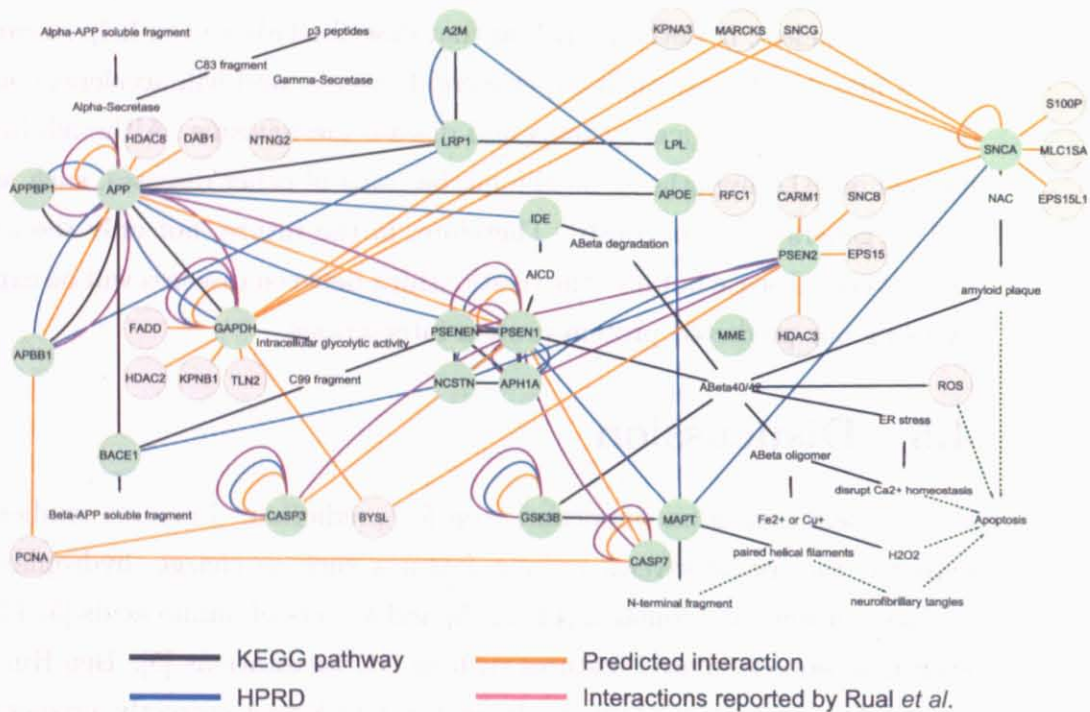 Alpha-APP soluble fragment
p3 peptides
A2M
KPNA3
MARCKS
SNCG
C83 fragment
Gamma-Secretase
Alpha-Secretase
S100P
HDAC8
DAB1
NTNG2
LRP1
LPL
SNCA
MLC1SA
APPBP1
APP
APOE
RFC1
CARM1
SNCB
NAC
EPS15L1
IDE
ABeta degradation
PSEN2
EPS15
AICD
amyloid plaque
FADD
GAPDH
PSENEN
PSEN1
MME
HDAC3
APBB1
Intracellular glycolytic activity
HDAC2
KPNB1
TLN2
C99 fragment
NCSTN
APH1A
ABeta40/42
ROS
ER stress
BACE1
ABeta oligomer
disrupt Ca2+ homeostasis
Beta-APP soluble fragment
CASP3
BYSL
GSK3B
MAPT
Fe2+ or Cu+
Apoptosis
PCNA
CASP7
paired helical filaments
H2O2
N-terminal fragment
neurofibrillary tangles
KEGG pathway
Predicted interaction
HPRD
Interactions reported by Rual et al.